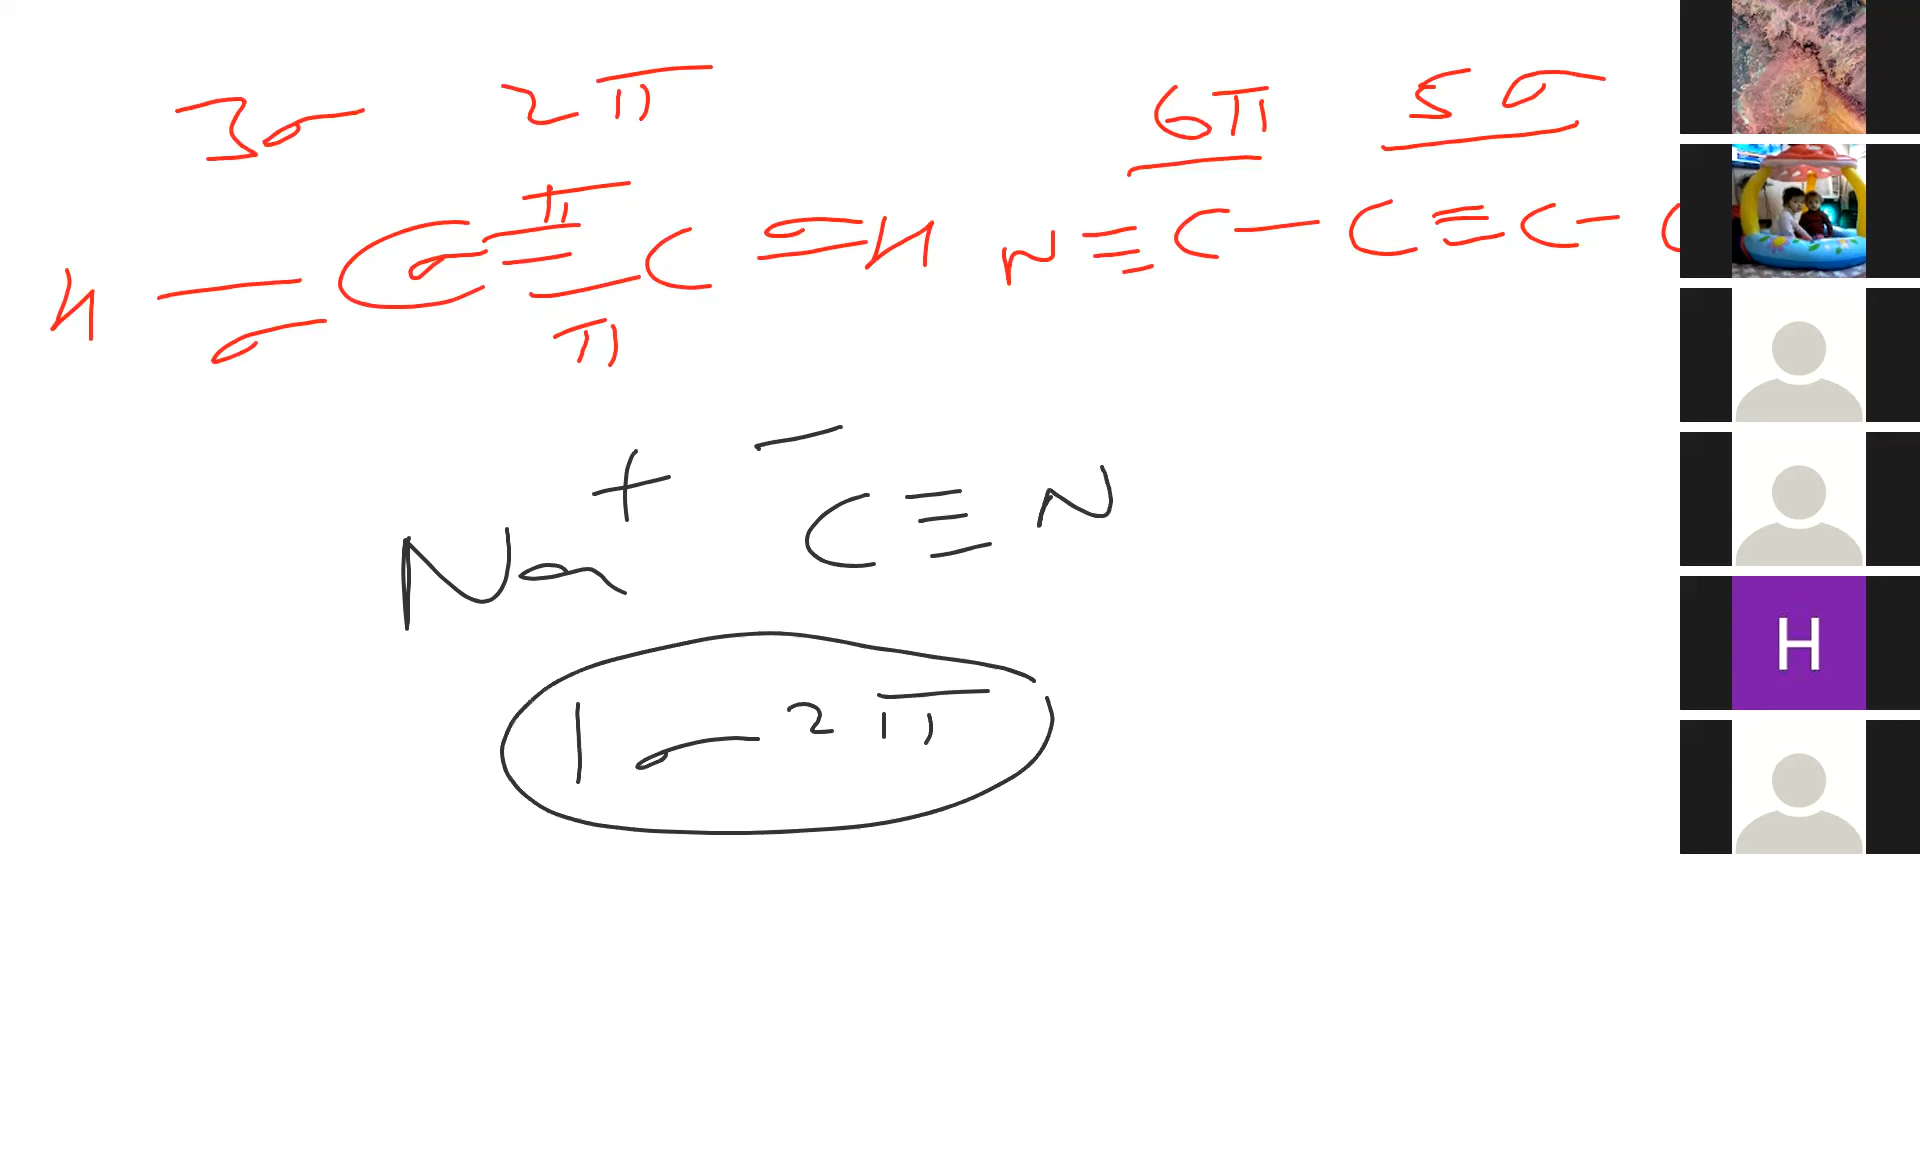 3σ 2π 6π 5σ
π
H — C ≡ C — H N ≡ C — C ≡ C — C
σ σ σ
π
Na⁺ ⁻C ≡ N
1σ 2π
H